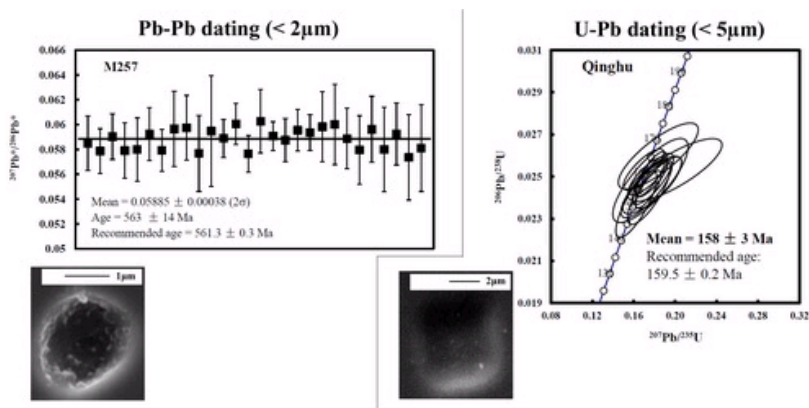 Pb-Pb dating (< 2μm)
M257
0.066
0.064
0.062
0.06
0.058
0.056
0.054
0.052
0.05
²⁰⁷Pb*/²⁰⁶Pb*
Mean = 0.05885 ± 0.00038 (2σ)
Age = 563 ± 14 Ma
Recommended age = 561.3 ± 0.3 Ma
1μm
U-Pb dating (< 5μm)
Qinghu
0.031
0.029
0.027
0.025
0.023
0.021
0.019
²⁰⁶Pb/²³⁸U
Mean = 158 ± 3 Ma
Recommended age:
159.5 ± 0.2 Ma
0.08
0.12
0.16
0.20
0.24
0.28
0.32
²⁰⁷Pb/²³⁵U
2μm